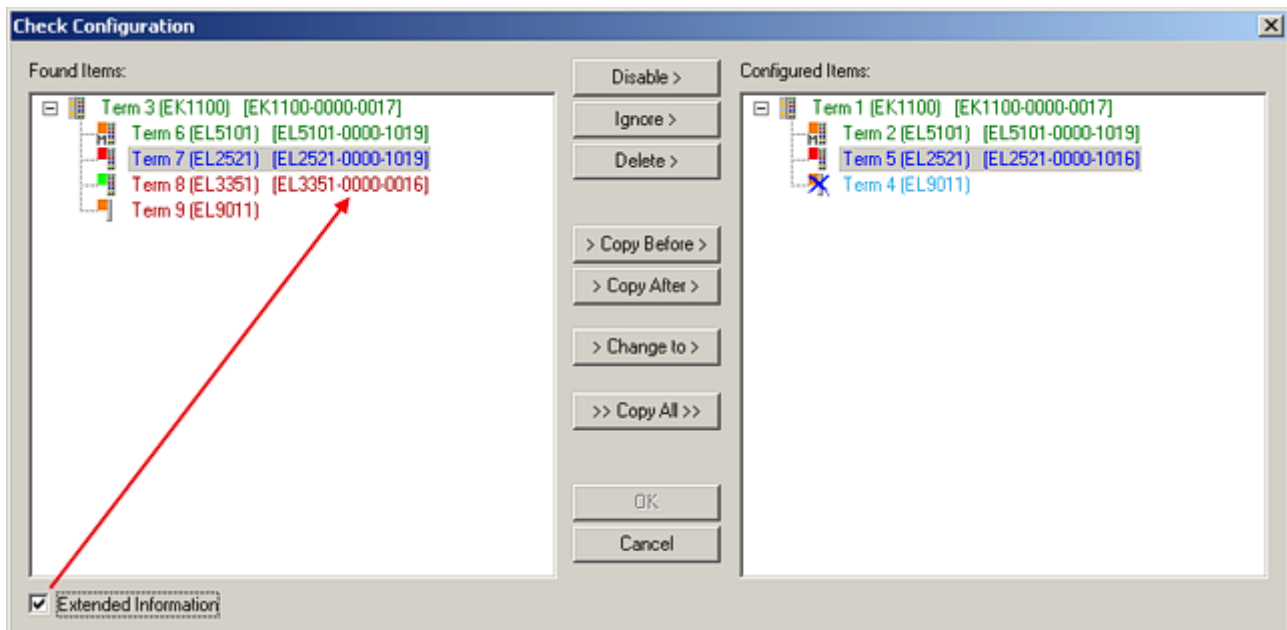 Check Configuration
Found Items:
Term 3 (EK1100) [EK1100-0000-0017]
Term 6 (EL5101) [EL5101-0000-1019]
Term 7 (EL2521) [EL2521-0000-1019]
Term 8 (EL3351) [EL3351-0000-0016]
Term 9 (EL9011)
Disable >
Ignore >
Delete >
> Copy Before >
> Copy After >
> Change to >
>> Copy All >>
OK
Cancel
Configured Items:
Term 1 (EK1100) [EK1100-0000-0017]
Term 2 (EL5101) [EL5101-0000-1019]
Term 5 (EL2521) [EL2521-0000-1016]
Term 4 (EL9011)
Extended Information